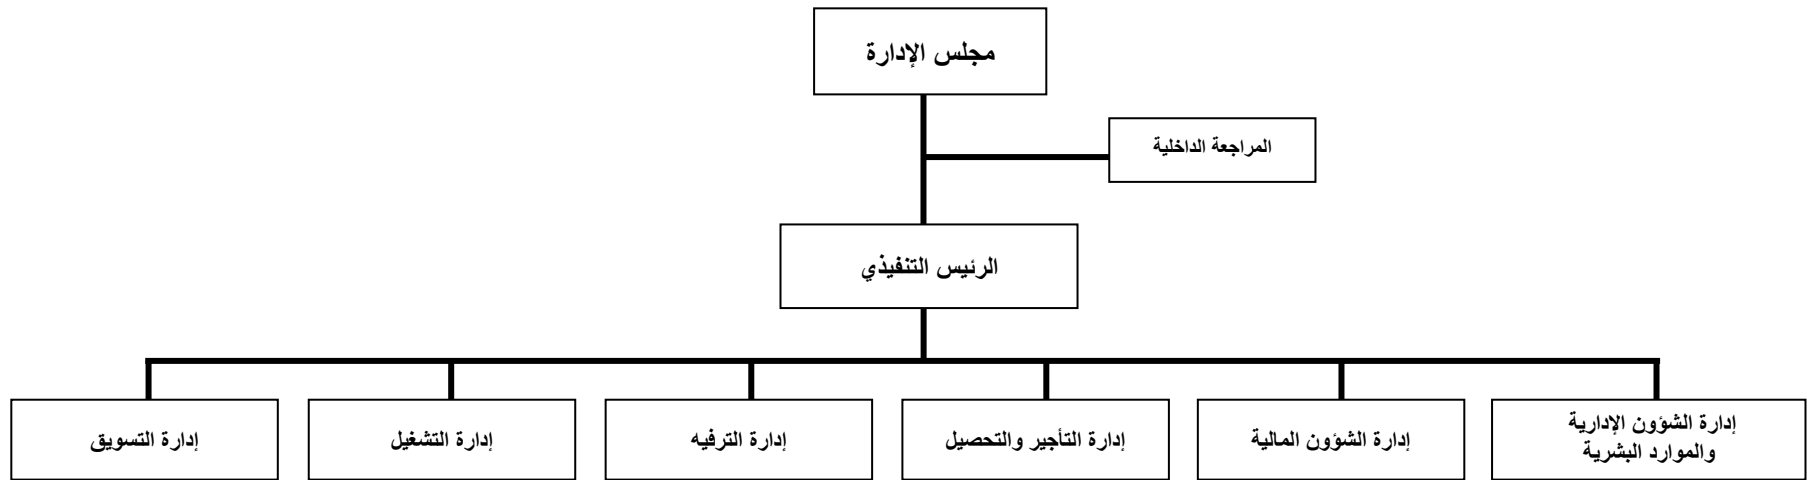 مجلس الإدارة
المراجعة الداخلية
الرئيس التنفيذي
إدارة الشؤون الإدارية
والموارد البشرية
إدارة الشؤون المالية
إدارة التأجير والتحصيل
إدارة الترفيه
إدارة التشغيل
إدارة التسويق